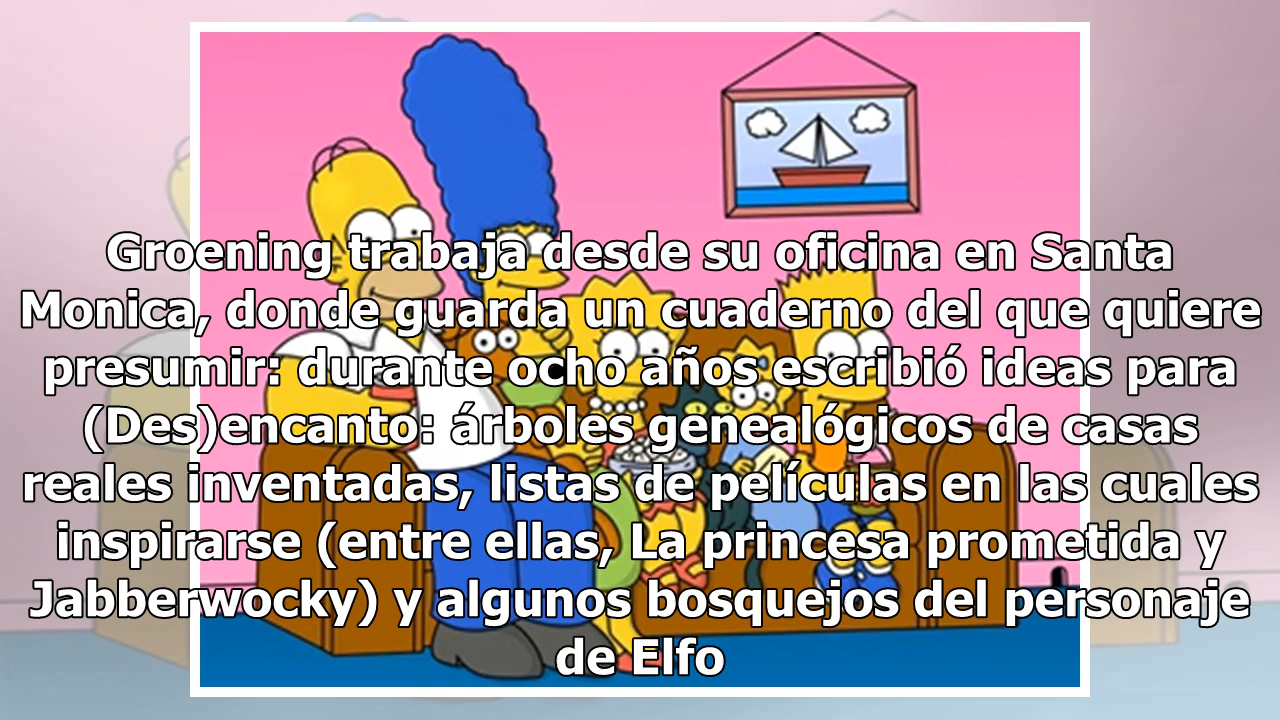 Groening trabaja desde su oficina en Santa
Monica, donde guarda un cuaderno del que quiere
presumir: durante ocho años escribió ideas para
(Des)encanto: árboles genealógicos de casas
reales inventadas, listas de películas en las cuales
inspirarse (entre ellas, La princesa prometida y
Jabberwocky) y algunos bosquejos del personaje
de Elfo